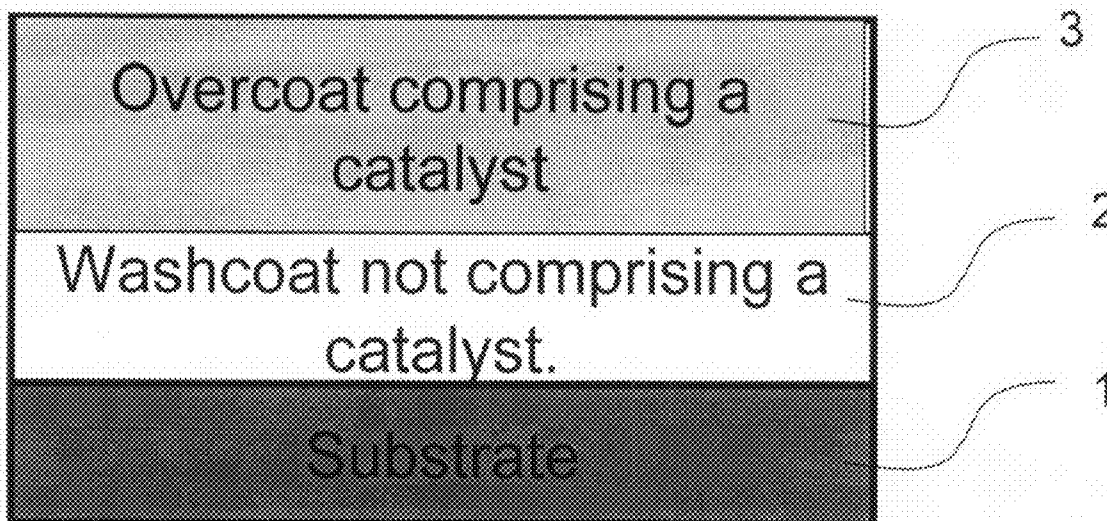 Overcoat comprising a
catalyst
3
Washcoat not comprising a
catalyst.
2
Substrate
1